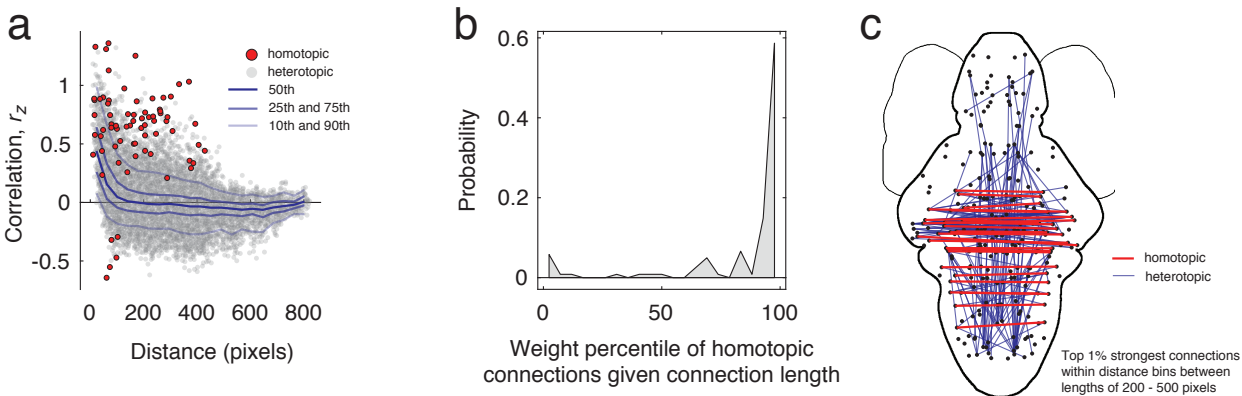 a
Correlation, r_z
1
0.5
0
-0.5
0
200
400
600
800
Distance (pixels)
homotopic
heterotopic
50th
25th and 75th
10th and 90th
b
Probability
0.6
0.4
0.2
0
0
50
100
Weight percentile of homotopic
connections given connection length
c
homotopic
heterotopic
Top 1% strongest connections
within distance bins between
lengths of 200 - 500 pixels